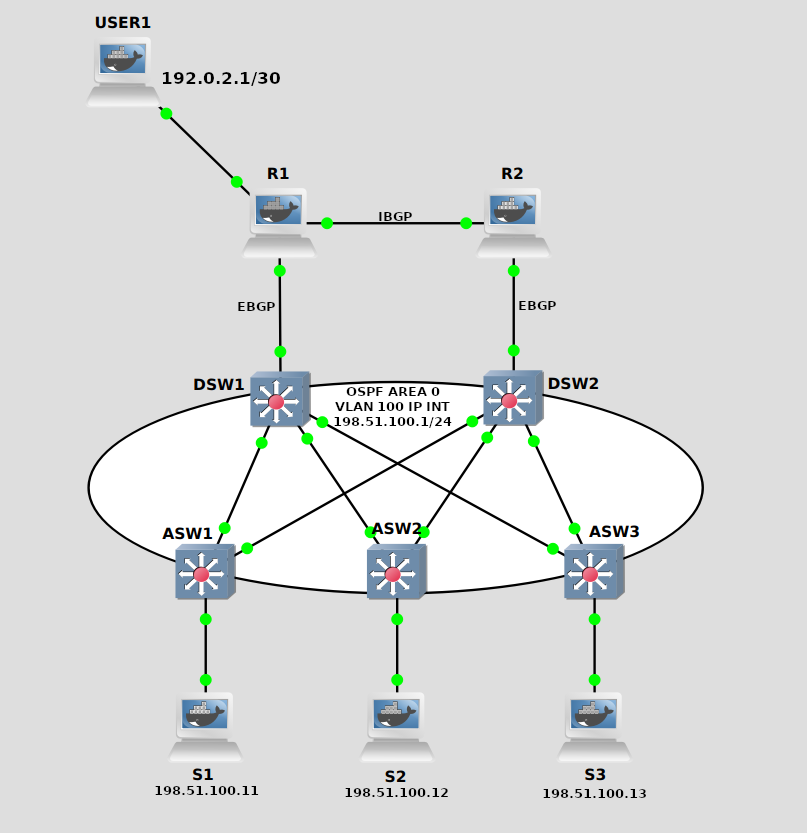 USER1
192.0.2.1/30
R1
R2
IBGP
EBGP
EBGP
DSW1
DSW2
OSPF AREA 0
VLAN 100 IP INT
198.51.100.1/24
ASW1
ASW2
ASW3
S1
198.51.100.11
S2
198.51.100.12
S3
198.51.100.13